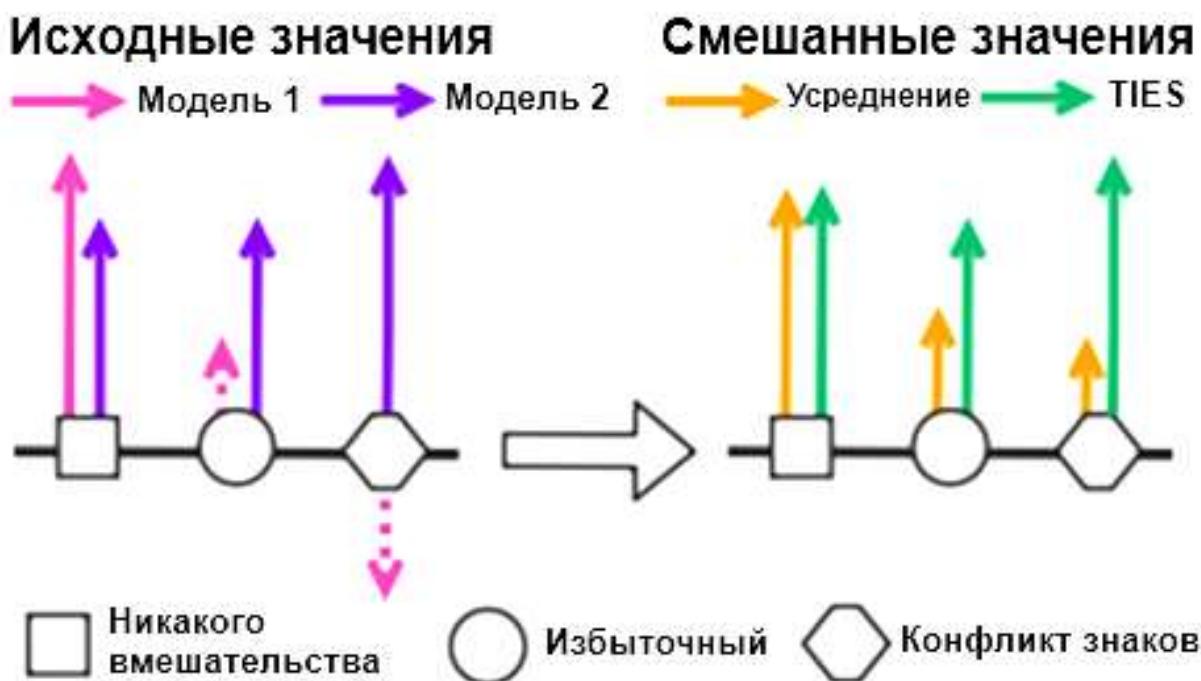 Исходные значения
Смешанные значения
Модель 1
Модель 2
Усреднение
TIES
Никакого
вмешательства
Избыточный
Конфликт знаков